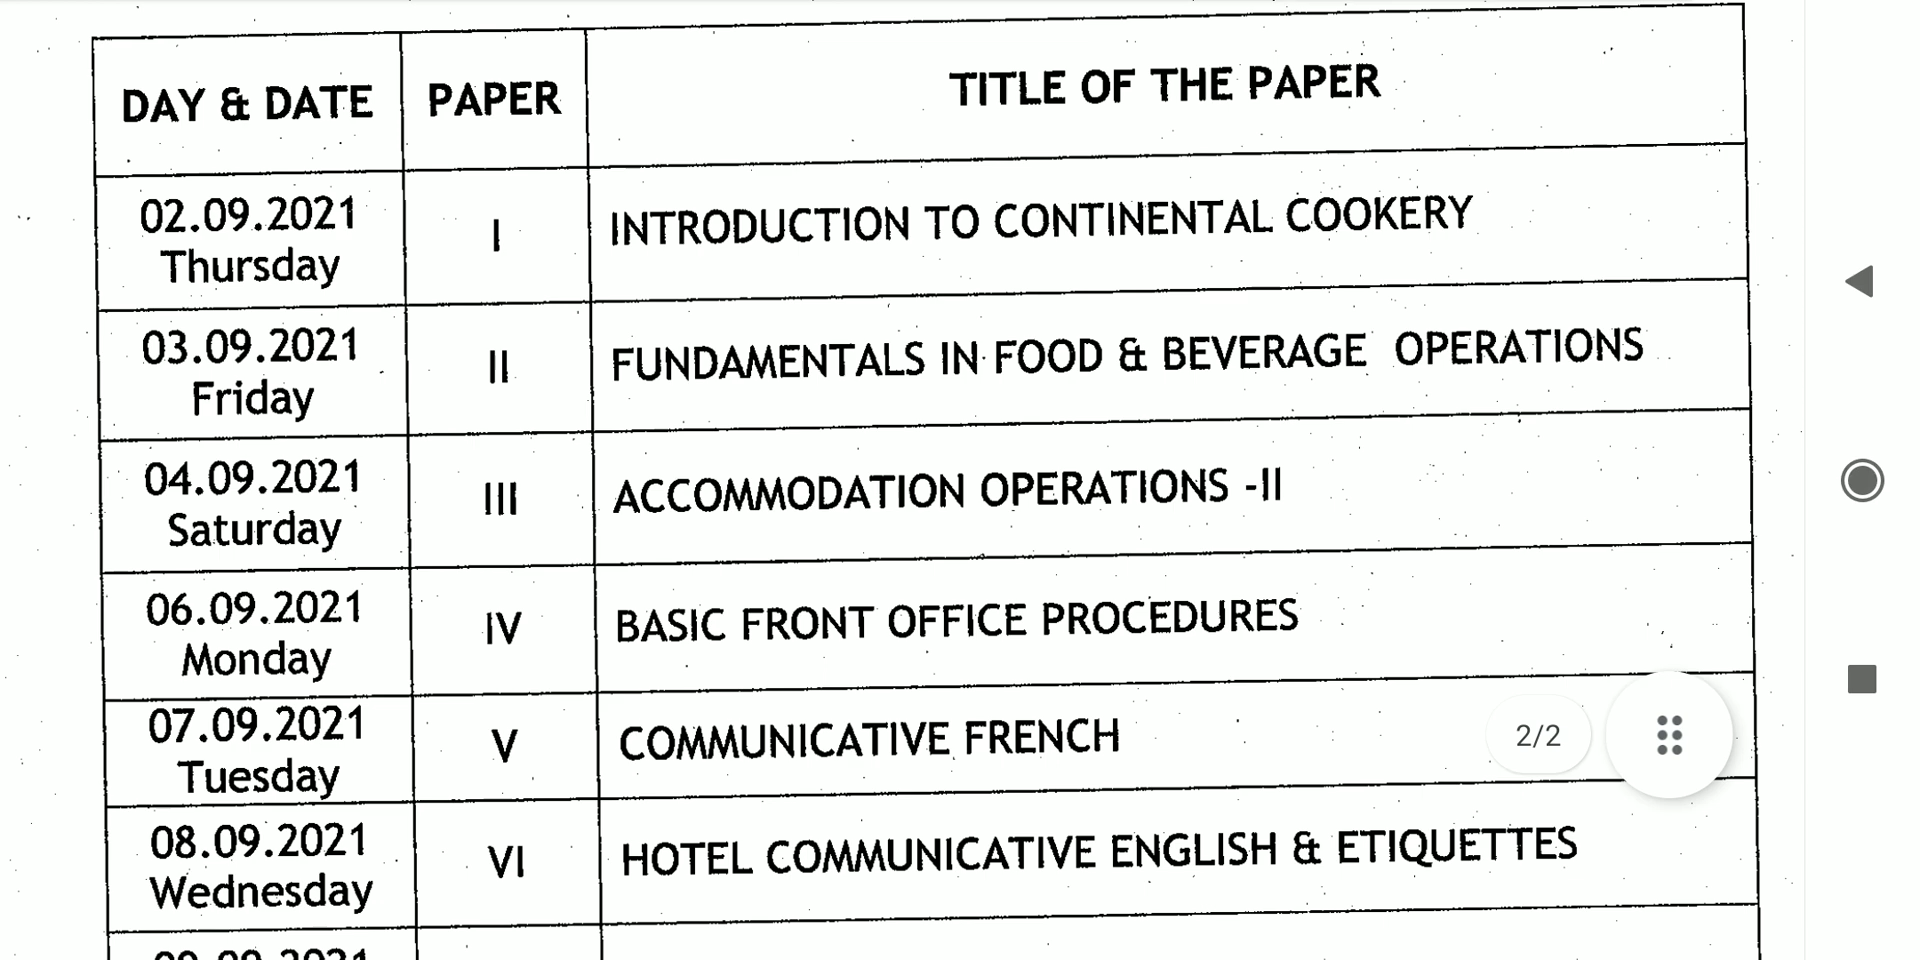 DAY & DATE PAPER TITLE OF THE PAPER
02.09.2021
Thursday
I INTRODUCTION TO CONTINENTAL COOKERY
03.09.2021
Friday
II FUNDAMENTALS IN FOOD & BEVERAGE OPERATIONS
04.09.2021
Saturday
III ACCOMMODATION OPERATIONS -II
06.09.2021
Monday
IV BASIC FRONT OFFICE PROCEDURES
07.09.2021
Tuesday
V COMMUNICATIVE FRENCH
2/2
08.09.2021
Wednesday
VI HOTEL COMMUNICATIVE ENGLISH & ETIQUETTES
09.09.2021